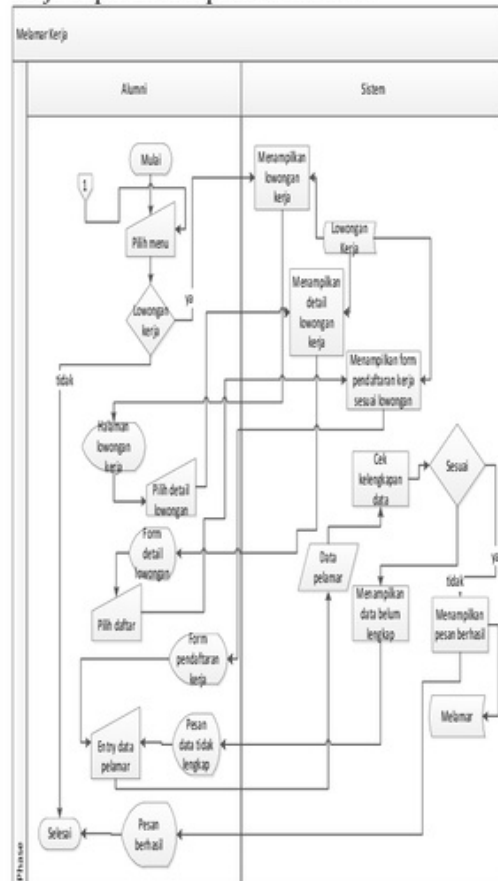 Melamar Kerja
Alumni
Sistem
Mulai
1
Pilih menu
Lowongan
kerja
ya
tidak
Menampilkan
lowongan
kerja
Lowongan
Kerja
Menampilkan
detail
lowongan
kerja
Menampilkan form
pendaftaran kerja
sesuai lowongan
Halaman
lowongan
kerja
Pilih detail
lowongan
Form
detail
lowongan
Pilih daftar
Cek
kelengkapan
data
Sesuai
ya
tidak
Data
pelamar
Menampilkan
data belum
lengkap
Menampilkan
pesan berhasil
Melamar
Form
pendaftaran
kerja
Entry data
pelamar
Pesan
data tidak
lengkap
Selesai
Pesan
berhasil
Phase